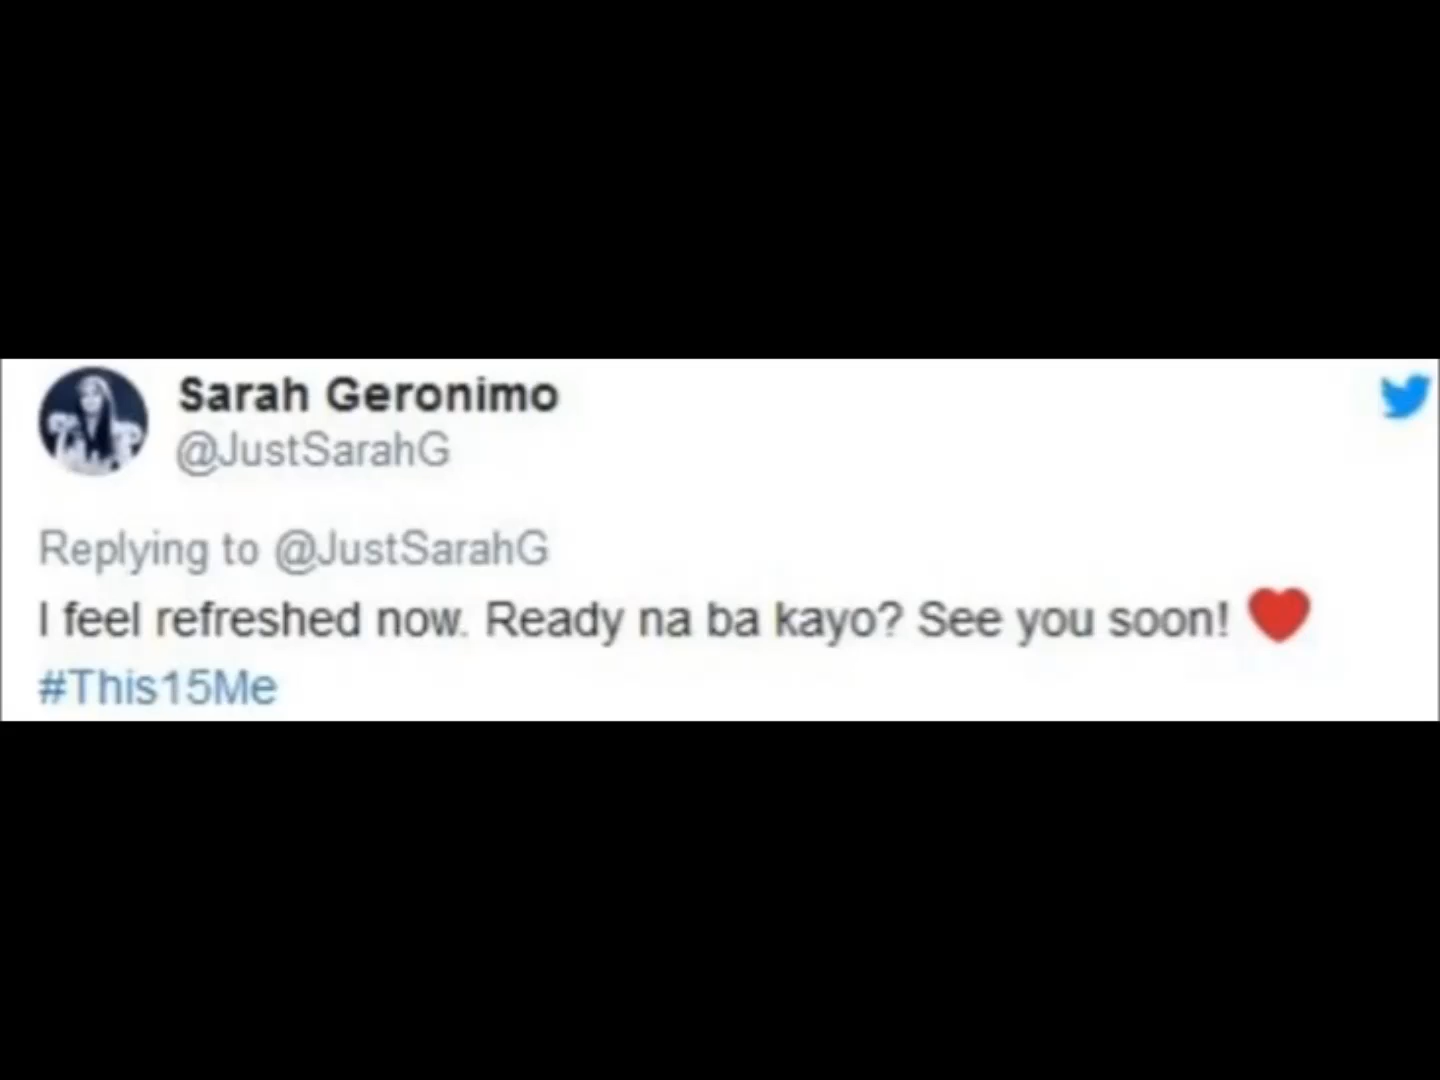 Sarah Geronimo
@JustSarahG
Replying to @JustSarahG
I feel refreshed now. Ready na ba kayo? See you soon! ❤️
#This15Me